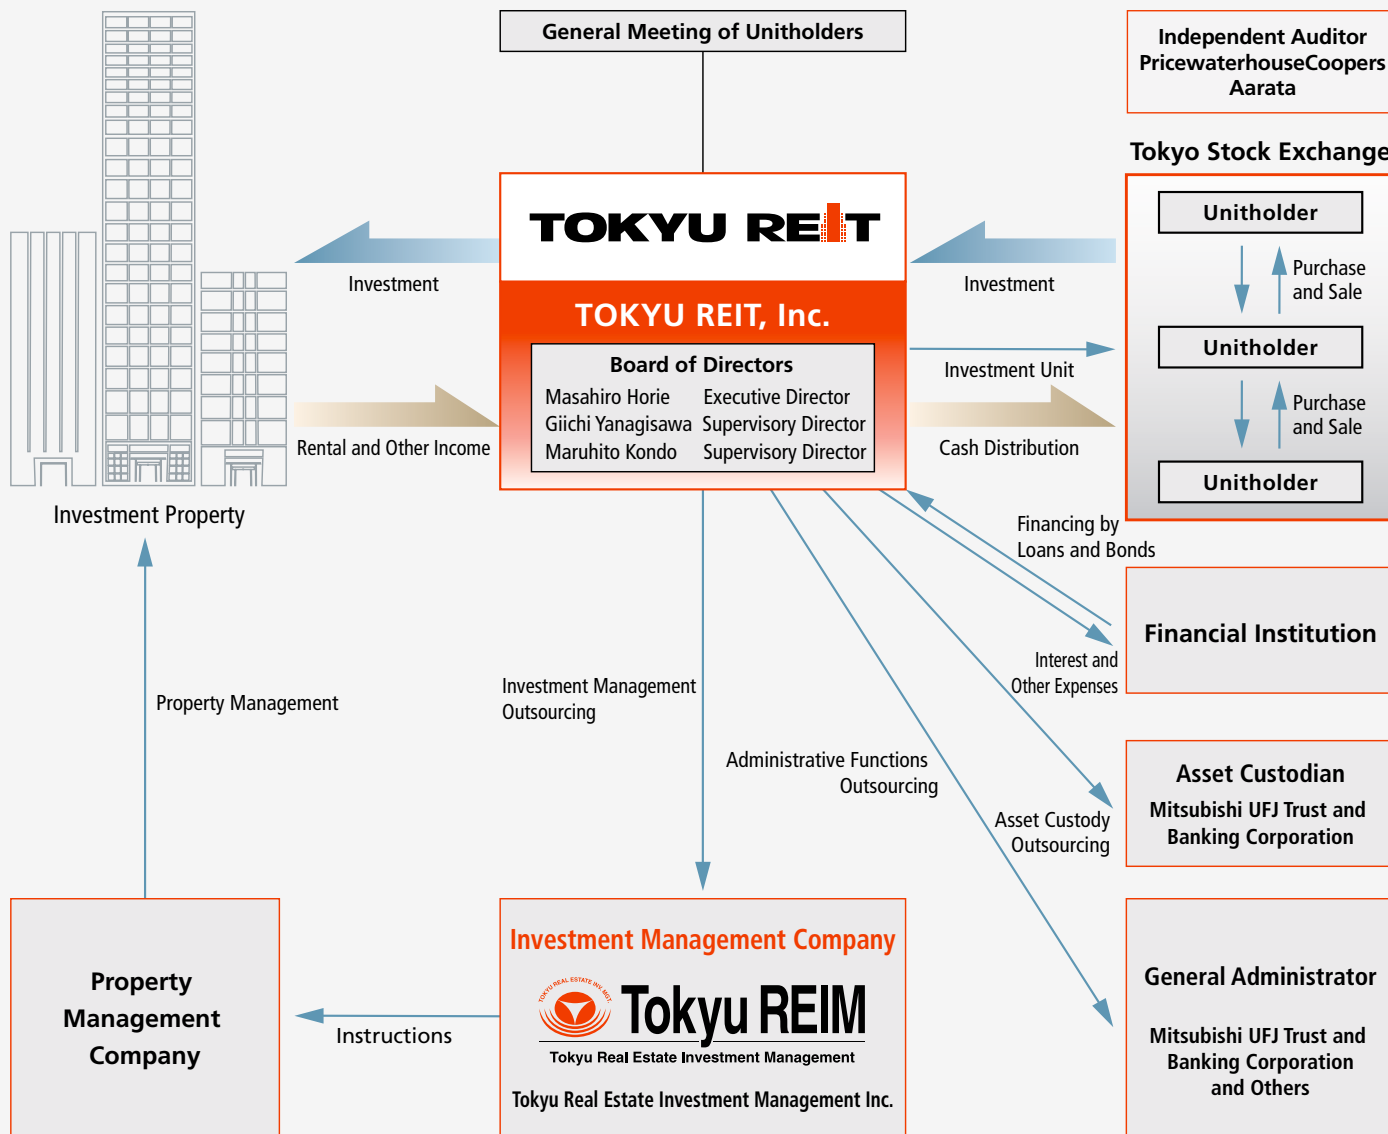 General Meeting of Unitholders
Independent Auditor
PricewaterhouseCoopers
Aarata
Tokyo Stock Exchange
Unitholder
Purchase
and Sale
Unitholder
Purchase
and Sale
Unitholder
TOKYU REIT
TOKYU REIT, Inc.
Board of Directors
Masahiro Horie Executive Director
Giichi Yanagisawa Supervisory Director
Maruhito Kondo Supervisory Director
Investment
Rental and Other Income
Investment
Investment Unit
Cash Distribution
Investment Property
Financing by
Loans and Bonds
Financial Institution
Interest and
Other Expenses
Property Management
Investment Management
Outsourcing
Administrative Functions
Outsourcing
Asset Custody
Outsourcing
Asset Custodian
Mitsubishi UFJ Trust and
Banking Corporation
Property
Management
Company
Instructions
Investment Management Company
TOKYU REAL ESTATE INV. MGT.
Tokyu REIM
Tokyu Real Estate Investment Management
Tokyu Real Estate Investment Management Inc.
General Administrator
Mitsubishi UFJ Trust and
Banking Corporation
and Others